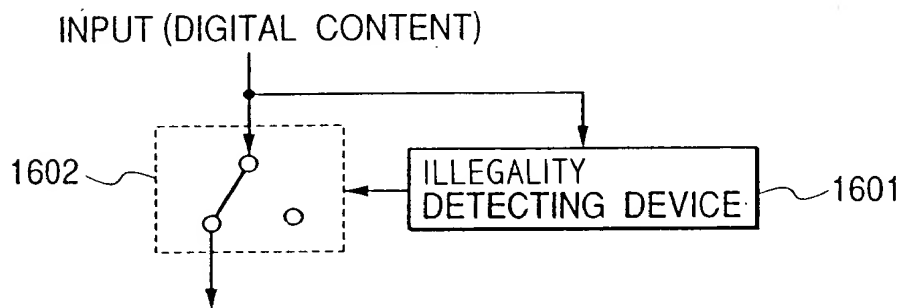 INPUT (DIGITAL CONTENT)
1602
ILLEGALITY
DETECTING DEVICE
1601